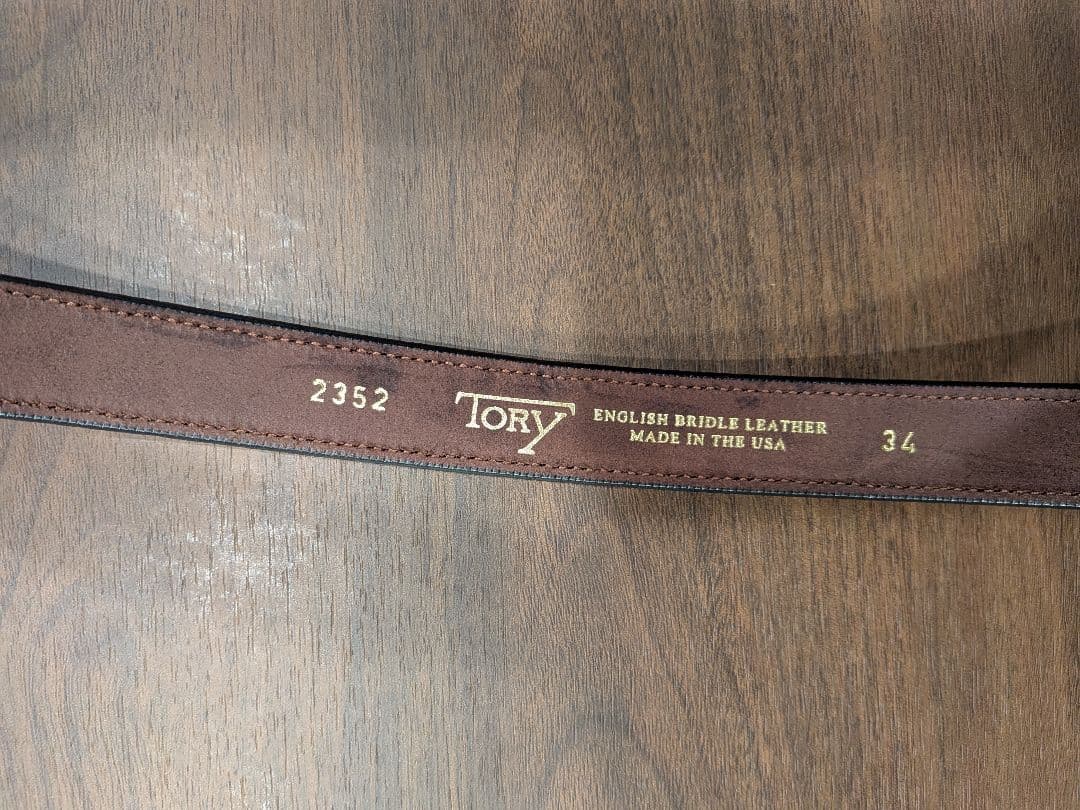 2352
TORY
ENGLISH BRIDLE LEATHER
MADE IN THE USA
34